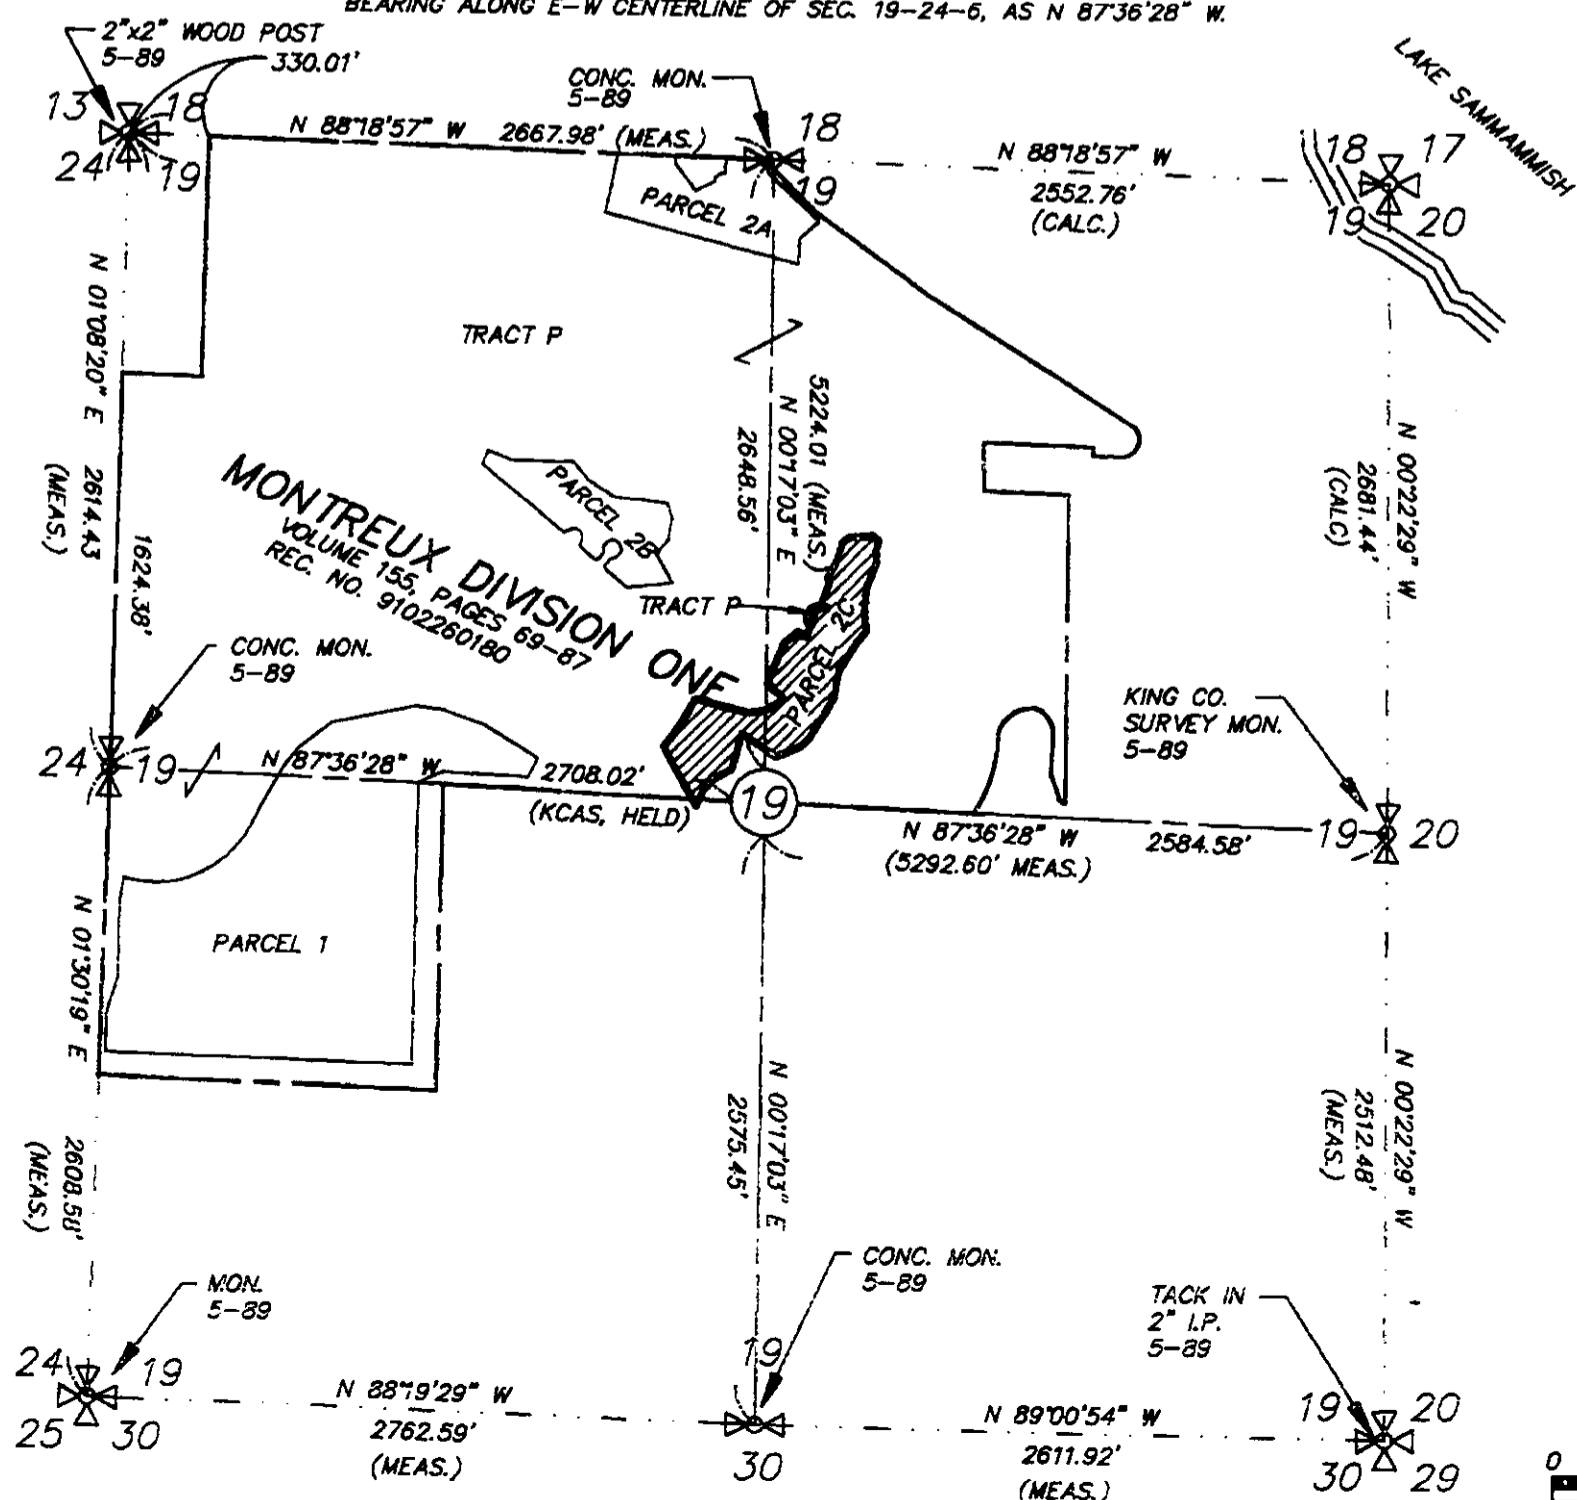 BEARING ALONG E-W CENTERLINE OF SEC. 19-24-6, AS N 87°36'28" W.
2"x2" WOOD POST
5-89
330.01'
CONC. MON.
5-89
LAKE SAMMAMMISH
13
18
24
19
N 88°18'57" W
2667.98' (MEAS.)
18
19
N 88°18'57" W
2552.76'
(CALC.)
18
17
19
20
PARCEL 2A
TRACT P
N 01°08'20" E
2614.43
(MEAS.)
1624.38'
5224.01 (MEAS.)
N 00°17'03" E
2648.56'
N 00°22'29" W
2681.44'
(CALC)
PARCEL 2B
MONTREUX DIVISION ONE
VOLUME 155, PAGES 69-87
REC. NO. 9102260180
TRACT P
PARCEL 2C
CONC. MON.
5-89
KING CO.
SURVEY MON.
5-89
24
19
N 87°36'28" W
2708.02'
(KCAS, HELD)
19
N 87°36'28" W
2584.58'
(5292.60' MEAS.)
19
20
PARCEL 1
N 01°30'19" E
2608.58'
(MEAS.)
N 00°17'03" E
2575.45'
N 00°22'29" W
2512.48'
(MEAS.)
MON.
5-89
CONC. MON.
5-89
TACK IN
2" I.P.
5-89
24
19
25
30
N 88°19'29" W
2762.59'
(MEAS.)
19
30
N 89°00'54" W
2611.92'
(MEAS.)
19
20
30
29
0